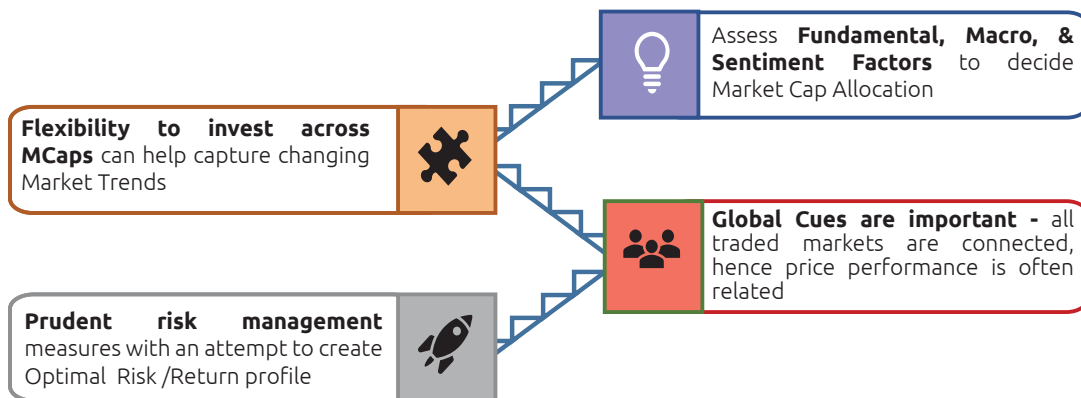 Assess Fundamental, Macro, &
Sentiment Factors to decide
Market Cap Allocation
Flexibility to invest across
MCaps can help capture changing
Market Trends
Global Cues are important - all
traded markets are connected,
hence price performance is often
related
Prudent risk management
measures with an attempt to create
Optimal Risk /Return profile